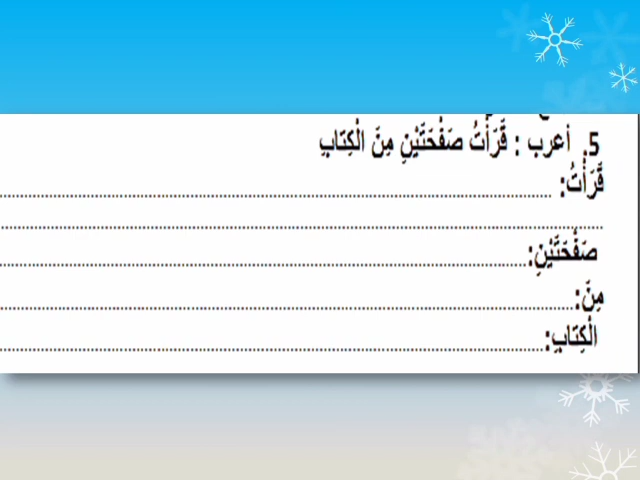 5. أعرب : قَرَأْتُ صَفْحَتَيْنِ مِنَ الْكِتَابِ
قَرَأْتُ:
صَفْحَتَيْنِ:
مِنَ:
الْكِتَابِ: